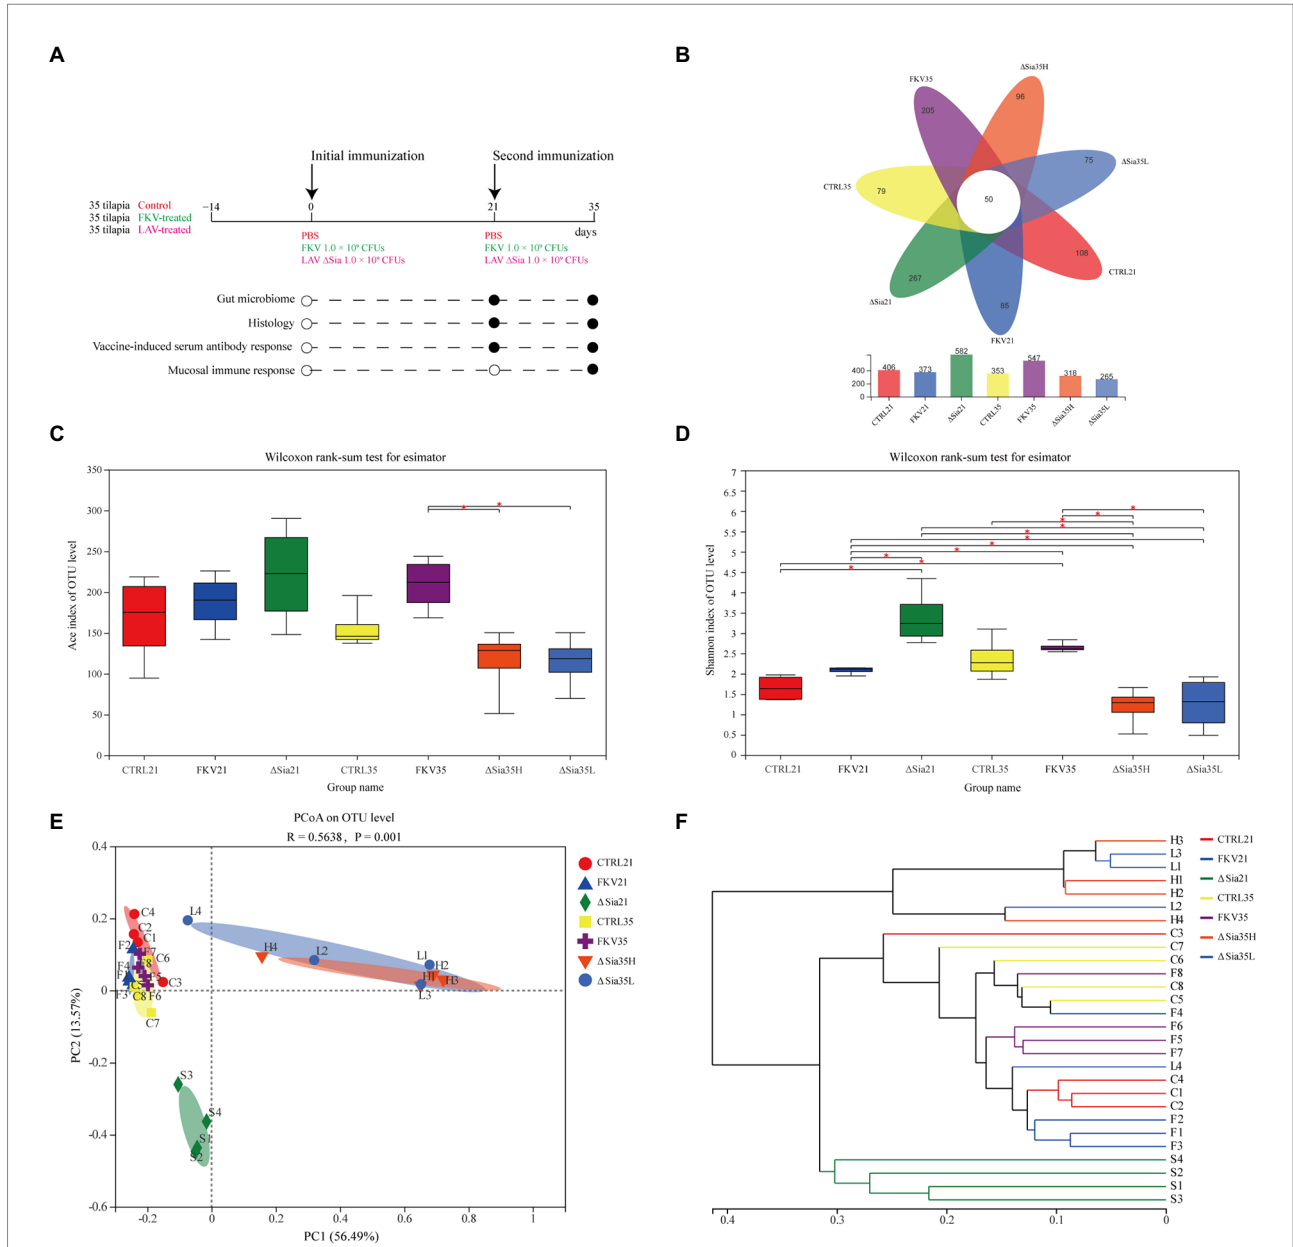 A
Initial immunization
Second immunization
35 tilapia Control
35 tilapia FKV-treated
35 tilapia LAV-treated
−14
0
21
35
days
PBS
FKV 1.0 × 10⁹ CFUs
LAV ΔSia 1.0 × 10⁹ CFUs
PBS
FKV 1.0 × 10⁹ CFUs
LAV ΔSia 1.0 × 10⁹ CFUs
Gut microbiome
Histology
Vaccine-induced serum antibody response
Mucosal immune response
B
ΔSia35H
FKV35
96
205
75
ΔSia35L
CTRL35
79
50
108
CTRL21
267
ΔSia21
85
FKV21
400
200
0
406
373
582
353
547
318
265
CTRL21
FKV21
ΔSia21
CTRL35
FKV35
ΔSia35H
ΔSia35L
C
Wilcoxon rank-sum test for esimator
Ace index of OTU level
350
300
250
200
150
100
50
0
* *
CTRL21 FKV21 ΔSia21 CTRL35 FKV35 ΔSia35H ΔSia35L
Group name
D
Wilcoxon rank-sum test for esimator
Shannon index of OTU level
7
6.5
6
5.5
5
4.5
4
3.5
3
2.5
2
1.5
1
0.5
0
* * * * * * * * * *
CTRL21 FKV21 ΔSia21 CTRL35 FKV35 ΔSia35H ΔSia35L
Group name
E
PCoA on OTU level
R = 0.5638, P = 0.001
PC2 (13.57%)
0.4
0.2
0
-0.2
-0.4
-0.6
-0.2 0 0.2 0.4 0.6 0.8 1
PC1 (56.49%)
C4
C2
C1
F2
F7
C6
F4
F8
F1
F5
C5
C3
F3
C8
F6
C7
L4
H4
L2
L1
H2
H1
H3
L3
S3
S4
S1
S2
CTRL21
FKV21
ΔSia21
CTRL35
FKV35
ΔSia35H
ΔSia35L
F
H3
L3
L1
H1
H2
L2
H4
C3
C7
C6
F8
C8
C5
F4
F6
F5
F7
L4
C4
C1
C2
F2
F1
F3
S4
S2
S1
S3
0.4 0.3 0.2 0.1 0
CTRL21
FKV21
ΔSia21
CTRL35
FKV35
ΔSia35H
ΔSia35L